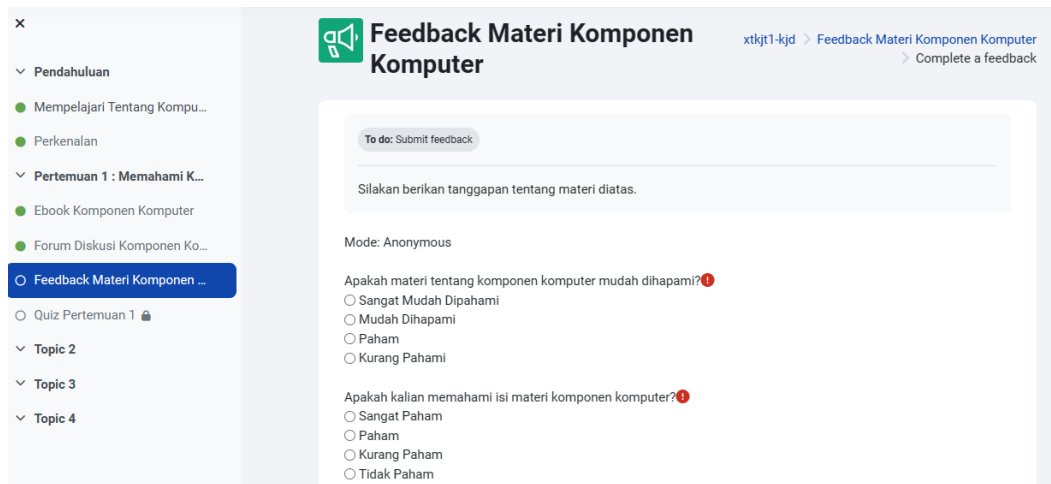 ×
Pendahuluan
Mempelajari Tentang Kompu...
Perkenalan
Pertemuan 1 : Memahami K...
Ebook Komponen Komputer
Forum Diskusi Komponen Ko...
Feedback Materi Komponen ...
Quiz Pertemuan 1
Topic 2
Topic 3
Topic 4
Feedback Materi Komponen
Komputer
xtkjt1-kjd > Feedback Materi Komponen Komputer
> Complete a feedback
To do: Submit feedback
Silakan berikan tanggapan tentang materi diatas.
Mode: Anonymous
Apakah materi tentang komponen komputer mudah dihapami?
Sangat Mudah Dipahami
Mudah Dihapami
Paham
Kurang Pahami
Apakah kalian memahami isi materi komponen komputer?
Sangat Paham
Paham
Kurang Paham
Tidak Paham